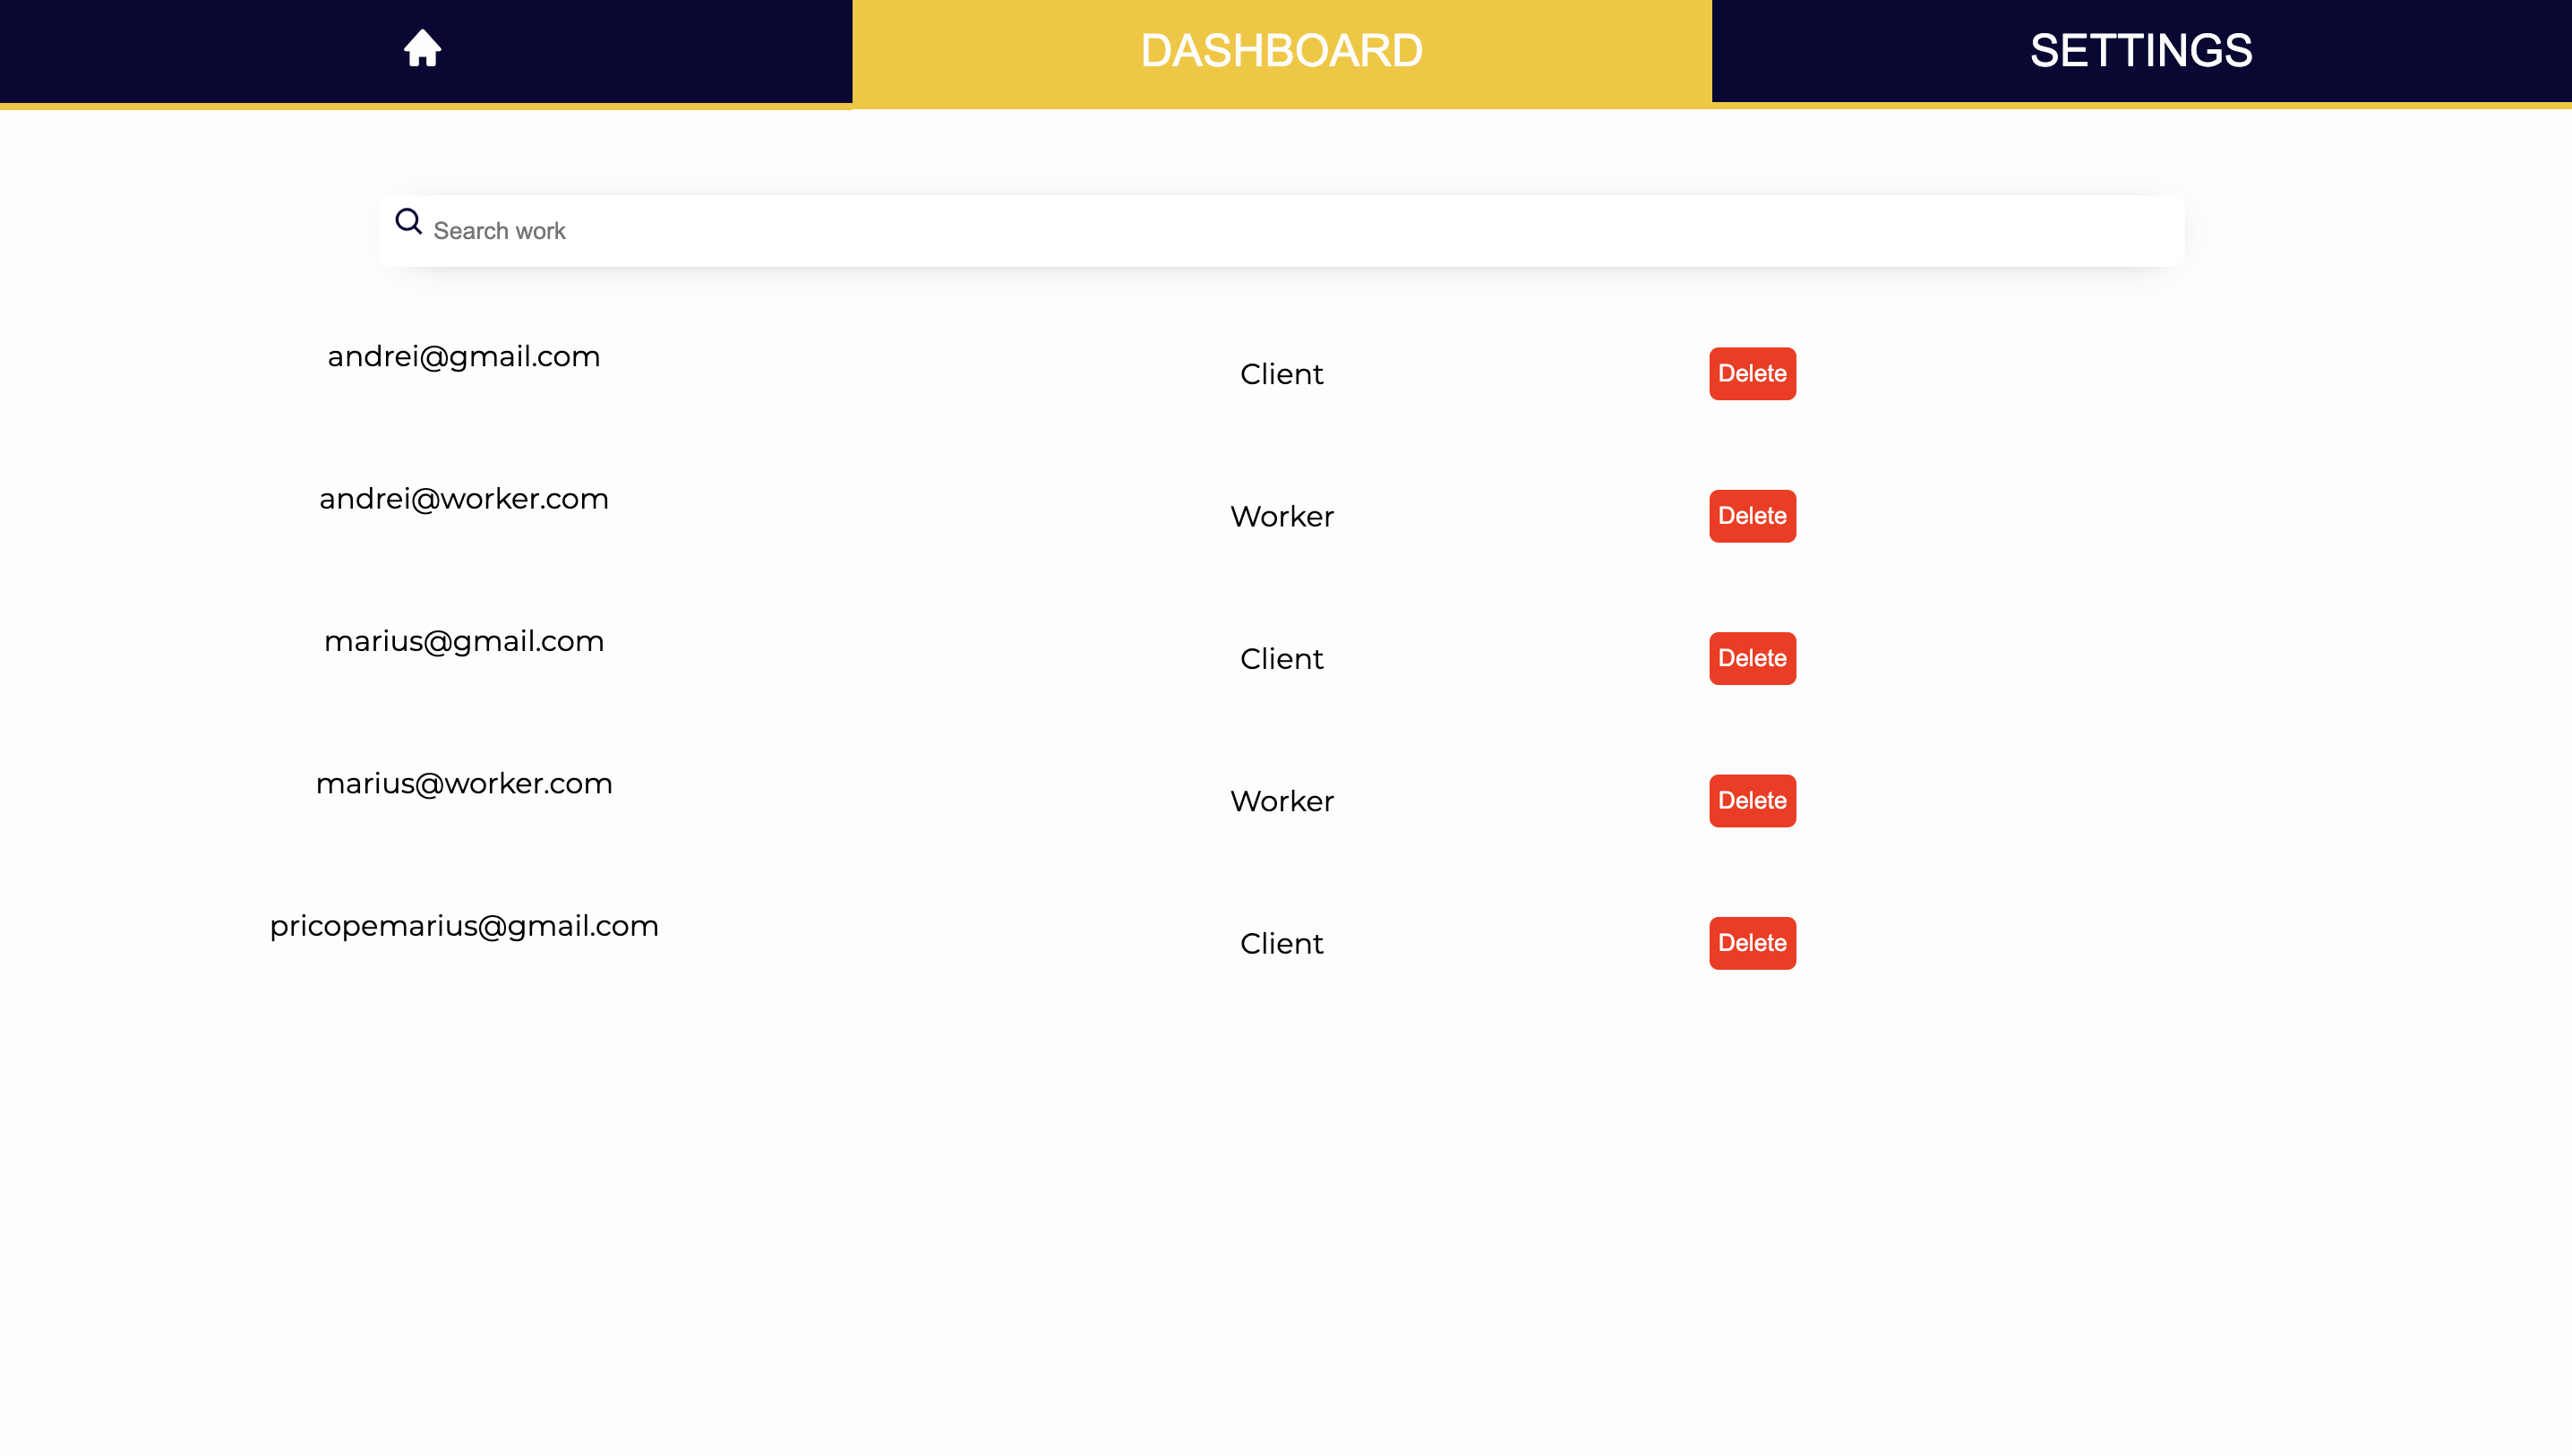 DASHBOARD
SETTINGS
Search work
andrei@gmail.com
Client
Delete
andrei@worker.com
Worker
Delete
marius@gmail.com
Client
Delete
marius@worker.com
Worker
Delete
pricopemarius@gmail.com
Client
Delete